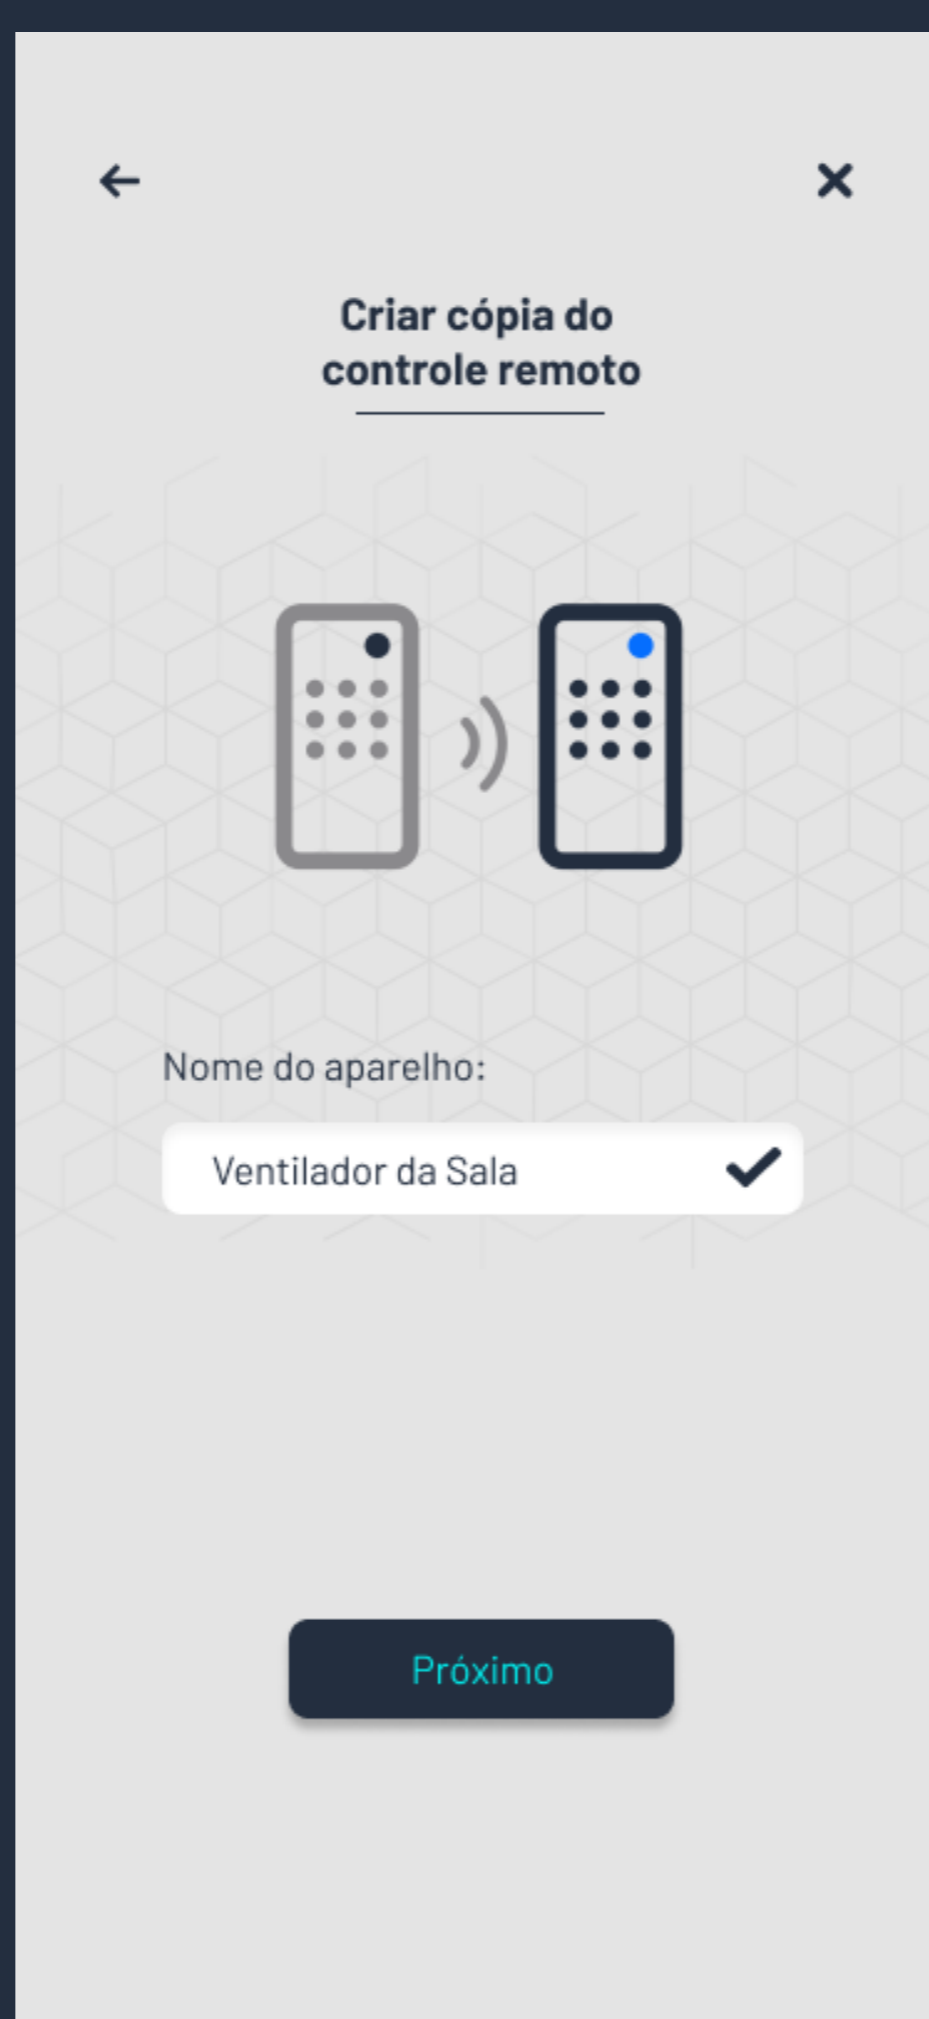 Criar cópia do
controle remoto
Nome do aparelho:
Ventilador da Sala
Próximo